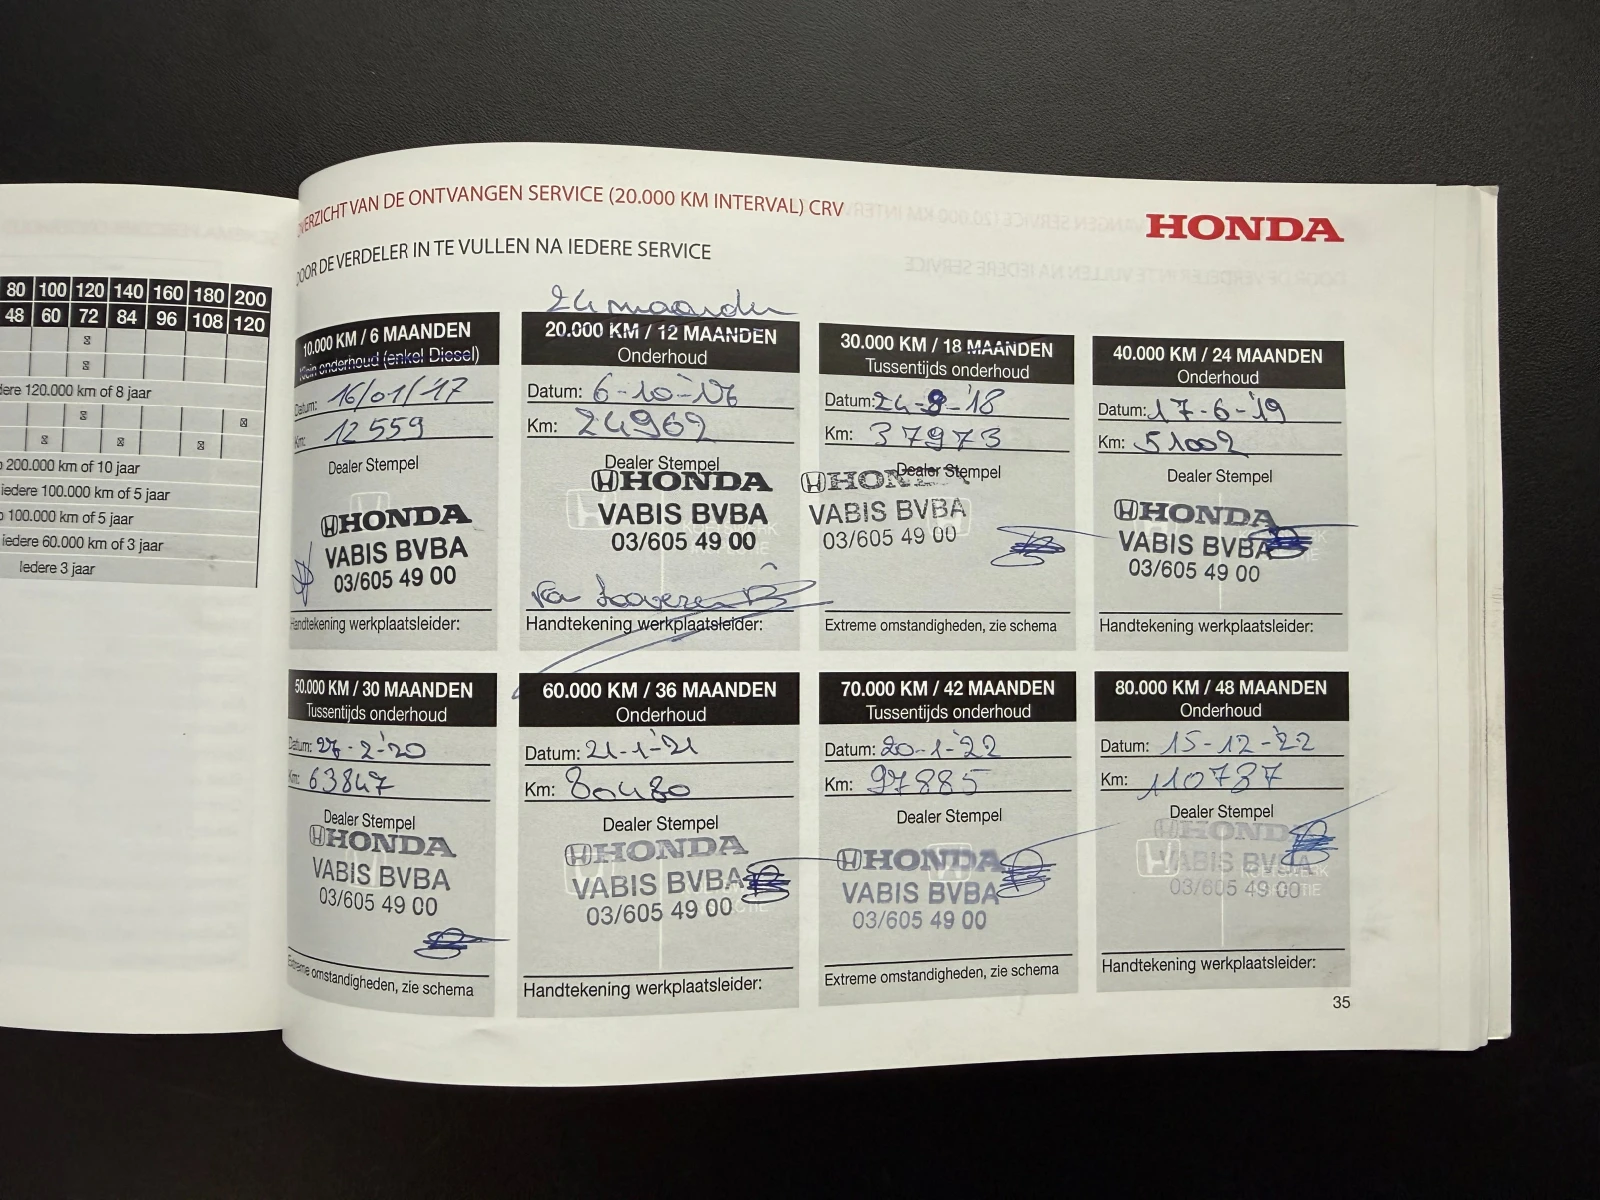 OVERZICHT VAN DE ONTVANGEN SERVICE (20.000 KM INTERVAL) CRV
HONDA
DOOR DE VERDELER IN TE VULLEN NA IEDERE SERVICE
80 100 120 140 160 180 200
48 60 72 84 96 108 120
dere 120.000 km of 8 jaar
200.000 km of 10 jaar
iedere 100.000 km of 5 jaar
100.000 km of 5 jaar
iedere 60.000 km of 3 jaar
Iedere 3 jaar
10.000 KM / 6 MAANDEN
Klein onderhoud (enkel Diesel)
Datum: 16/01/'17
Km: 12559
Dealer Stempel
HONDA
VABIS BVBA
03/605 49 00
Handtekening werkplaatsleider:
24 maanden
20.000 KM / 12 MAANDEN
Onderhoud
Datum: 6-10-
Km: 24962
Dealer Stempel
HONDA
VABIS BVBA
03/605 49 00
Handtekening werkplaatsleider:
30.000 KM / 18 MAANDEN
Tussentijds onderhoud
Datum: 24-8-'18
Km: 37973
Dealer Stempel
HONDA
VABIS BVBA
03/605 49 00
Extreme omstandigheden, zie schema
40.000 KM / 24 MAANDEN
Onderhoud
Datum: 17-6-'19
Km: 51002
Dealer Stempel
HONDA
VABIS BVBA
03/605 49 00
Handtekening werkplaatsleider:
50.000 KM / 30 MAANDEN
Tussentijds onderhoud
Datum: 27-2-'20
Km: 63847
Dealer Stempel
HONDA
VABIS BVBA
03/605 49 00
Extreme omstandigheden, zie schema
60.000 KM / 36 MAANDEN
Onderhoud
Datum: 21-1-'21
Km: 80480
Dealer Stempel
HONDA
VABIS BVBA
03/605 49 00
Handtekening werkplaatsleider:
70.000 KM / 42 MAANDEN
Tussentijds onderhoud
Datum: 20-1-'22
Km: 97885
Dealer Stempel
HONDA
VABIS BVBA
03/605 49 00
Extreme omstandigheden, zie schema
80.000 KM / 48 MAANDEN
Onderhoud
Datum: 15-12-'22
Km: 110787
Dealer Stempel
HONDA
VABIS BVBA
03/605 49 00
Handtekening werkplaatsleider:
35